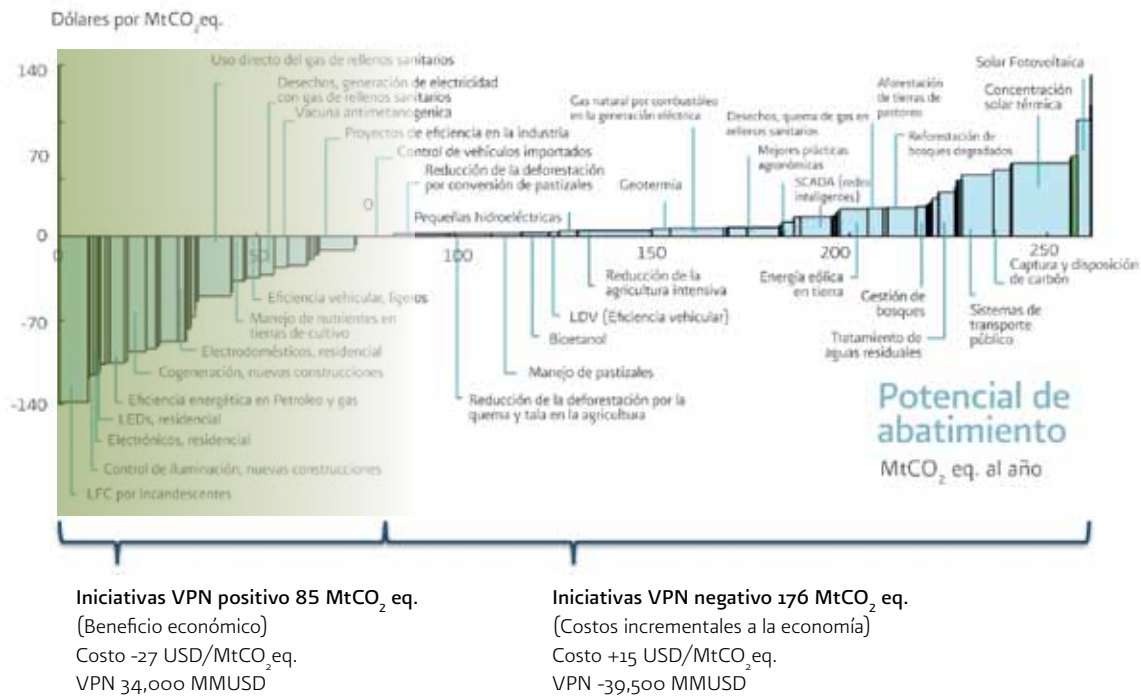 Dólares por MtCO₂eq.
140
70
0
-70
-140
0
50
100
150
200
250
0
Uso directo del gas de rellenos sanitarios
Desechos, generación de electricidad
con gas de rellenos sanitarios
Vacuna antimetanogenica
Proyectos de eficiencia en la industria
Control de vehículos importados
Reducción de la deforestación
por conversión de pastizales
Pequeñas hidroeléctricas
Geotermia
Gas natural por combustóleo
en la generación eléctrica
Desechos, quema de gas en
rellenos sanitarios
Mejores prácticas
agronómicas
SCADA (redes
inteligentes)
Aforestación
de tierras de
pastoreo
Reforestación de
bosques degradados
Solar Fotovoltaica
Concentración
solar térmica
Eficiencia vehicular, ligeros
Manejo de nutrientes en
tierras de cultivo
Electrodomésticos, residencial
Cogeneración, nuevas construcciones
Eficiencia energética en Petroleo y gas
LEDs, residencial
Electrónicos, residencial
Control de iluminación, nuevas construcciones
LFC por incandescentes
Reducción de la
agricultura intensiva
LDV (Eficiencia vehicular)
Bioetanol
Manejo de pastizales
Reducción de la deforestación por la
quema y tala en la agricultura
Energía eólica
en tierra
Gestión de
bosques
Tratamiento de
aguas residuales
Captura y disposición
de carbón
Sistemas de
transporte
público
Potencial de
abatimiento
MtCO₂ eq. al año
Iniciativas VPN positivo 85 MtCO₂ eq.
(Beneficio económico)
Costo -27 USD/MtCO₂eq.
VPN 34,000 MMUSD
Iniciativas VPN negativo 176 MtCO₂ eq.
(Costos incrementales a la economía)
Costo +15 USD/MtCO₂eq.
VPN -39,500 MMUSD